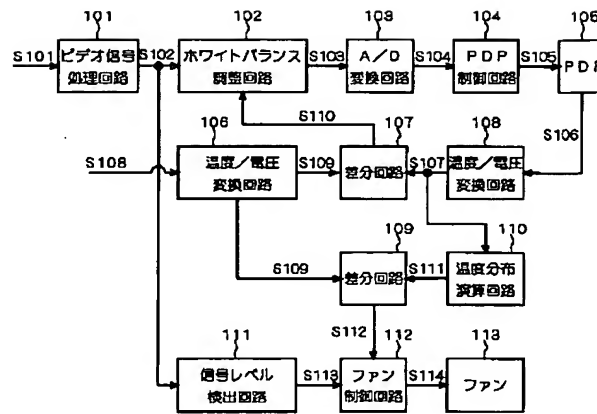 101 102 103 104 105
S101 ビデオ信号 処理回路 S102 ホワイトバランス 調整回路 S103 A/D 変換回路 S104 PDP 制御回路 S105
S110 S106
106 107 108
S108 温度/電圧 変換回路 S109 差分回路 S107 温度/電圧 変換回路
109 110
S109 差分回路 S111 温度分布 演算回路
S112
111 112 113
信号レベル 検出回路 S113 ファン 制御回路 S114 ファン